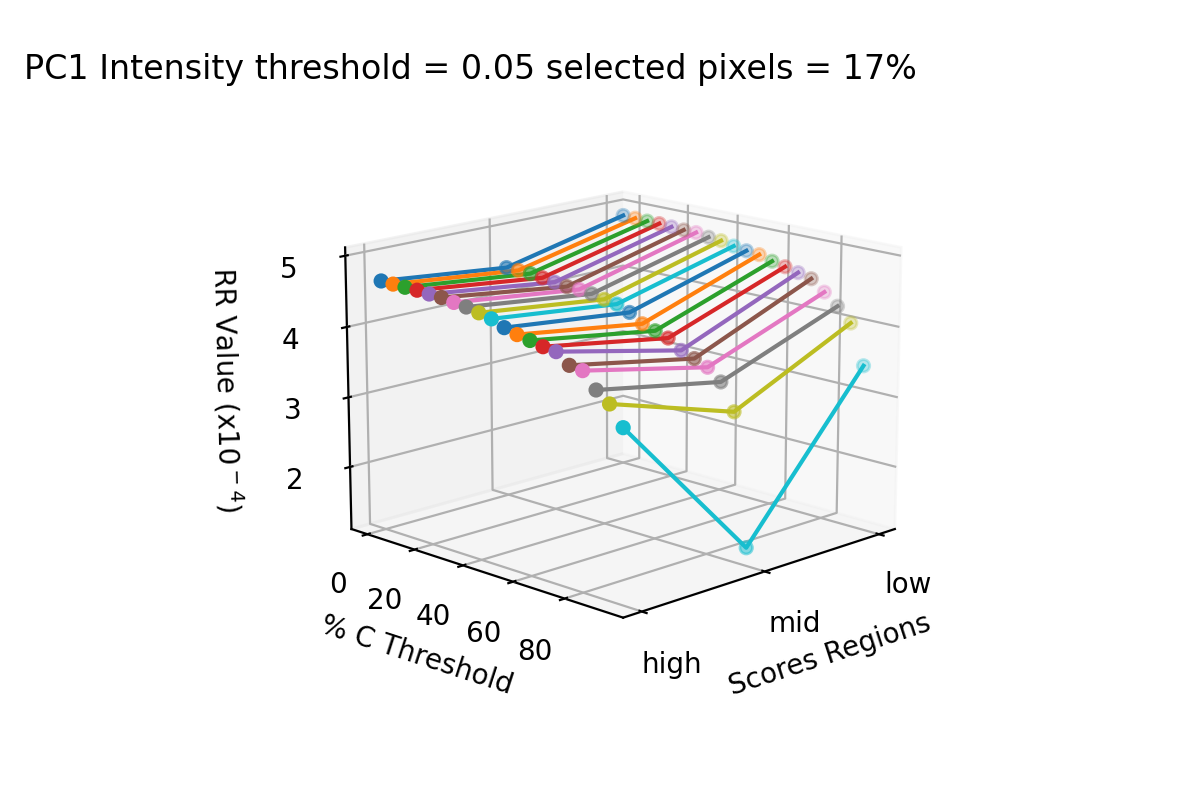 PC1 Intensity threshold = 0.05 selected pixels = 17%
5
4
3
2
RR Value (x10⁻⁴)
0
20
40
60
80
% C Threshold
high
mid
low
Scores Regions